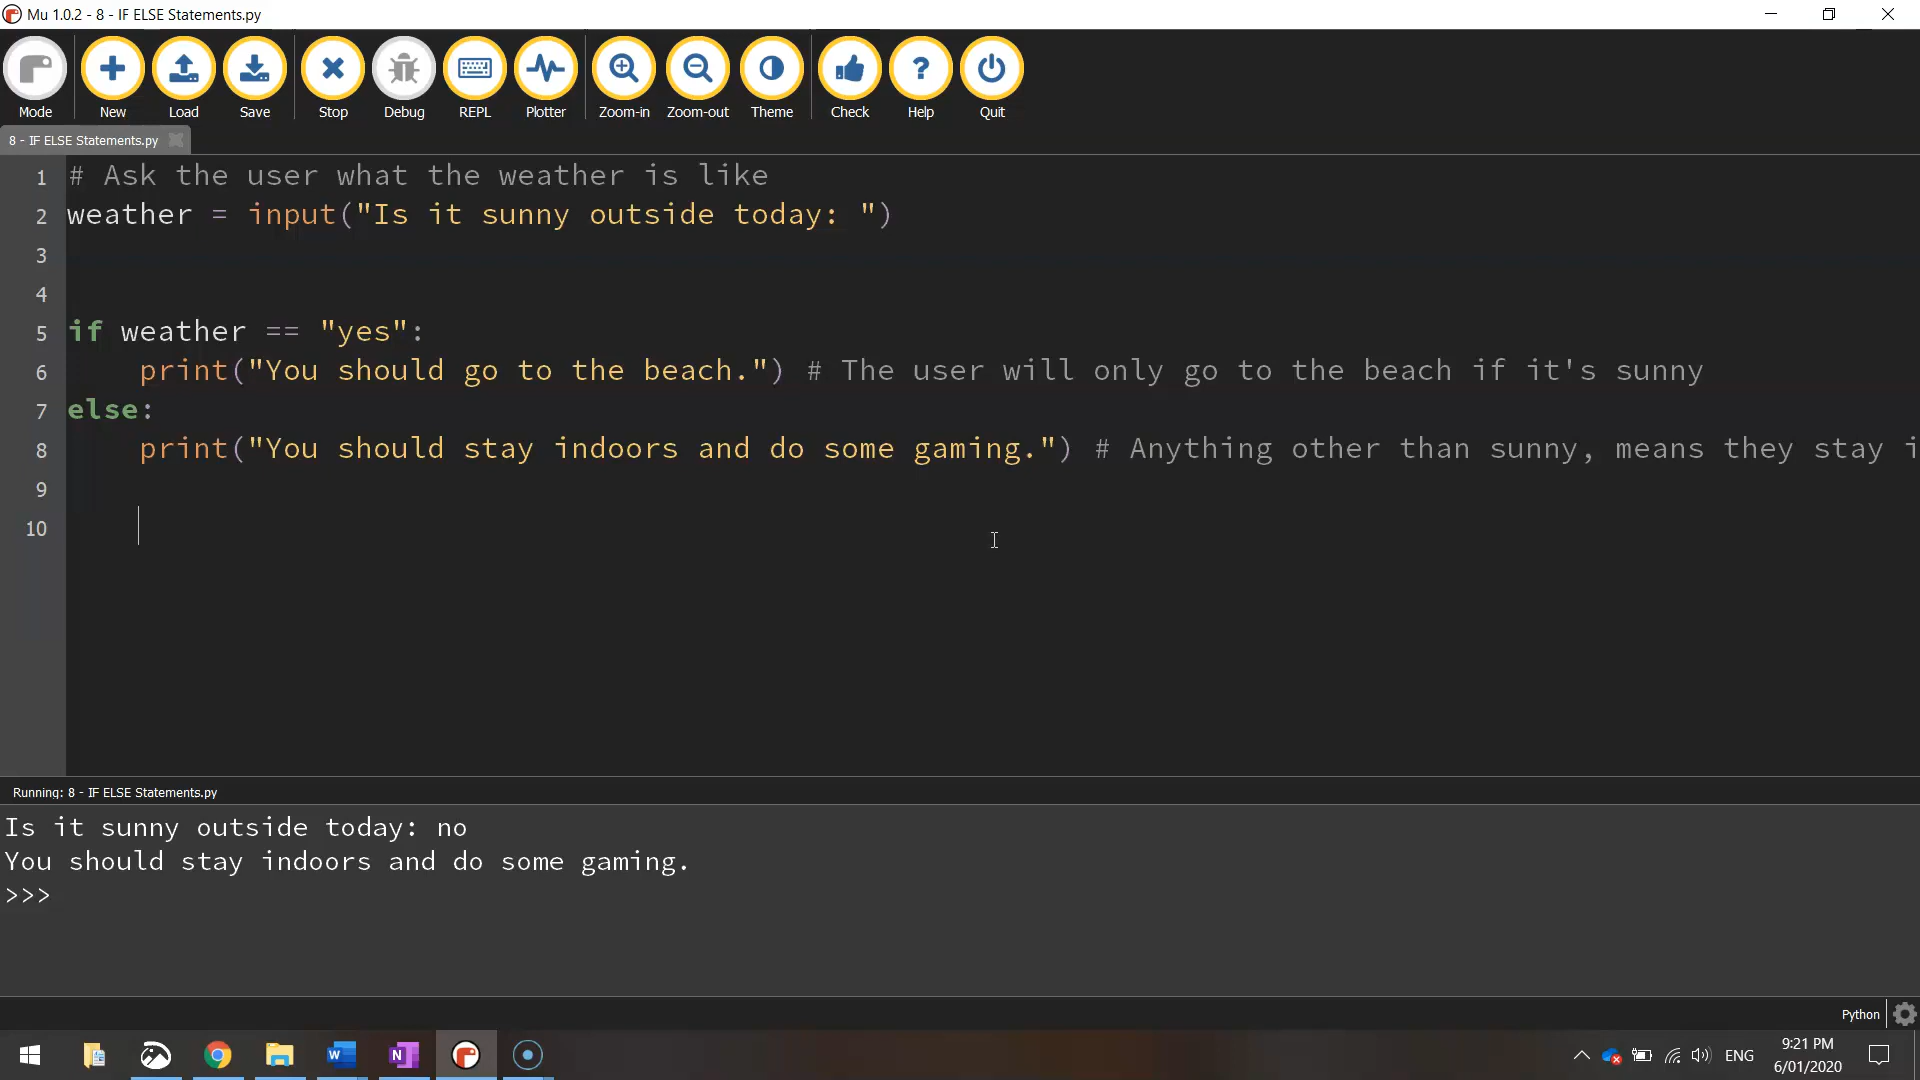 Mu 1.0.2 - 8 - IF ELSE Statements.py
Mode New Load Save Stop Debug REPL Plotter Zoom-in Zoom-out Theme Check Help Quit
8 - IF ELSE Statements.py
1 # Ask the user what the weather is like
2 weather = input("Is it sunny outside today: ")
3
4
5 if weather == "yes":
6     print("You should go to the beach.") # The user will only go to the beach if it's sunny
7 else:
8     print("You should stay indoors and do some gaming.") # Anything other than sunny, means they stay i
9
10
Running: 8 - IF ELSE Statements.py
Is it sunny outside today: no
You should stay indoors and do some gaming.
>>>
Python
ENG
9:21 PM
6/01/2020